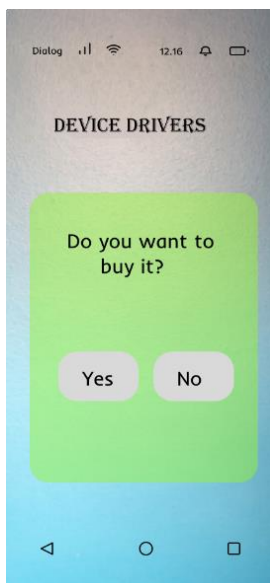 Dialog 12.16
DEVICE DRIVERS
Do you want to
buy it?
Yes No